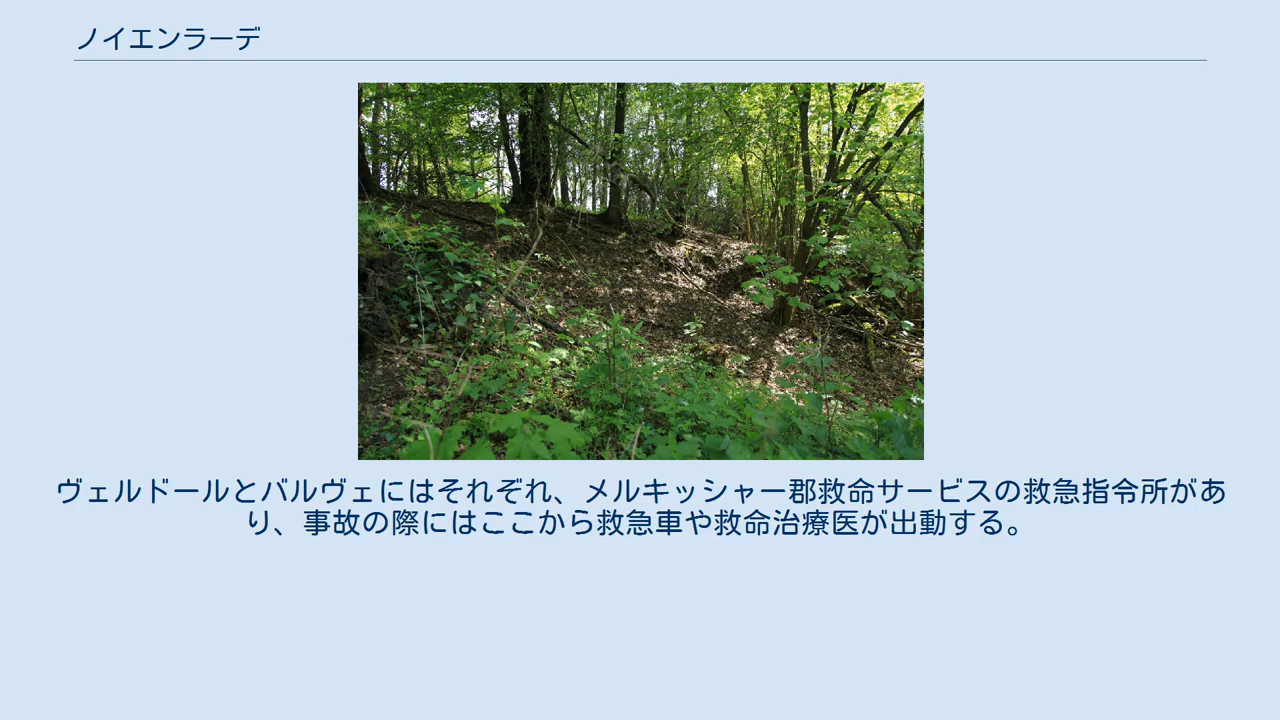 ノイエンラーデ
ヴェルドールとバルヴェにはそれぞれ、メルキッシャー郡救命サービスの救急指令所があ
り、事故の際にはここから救急車や救命治療医が出動する。